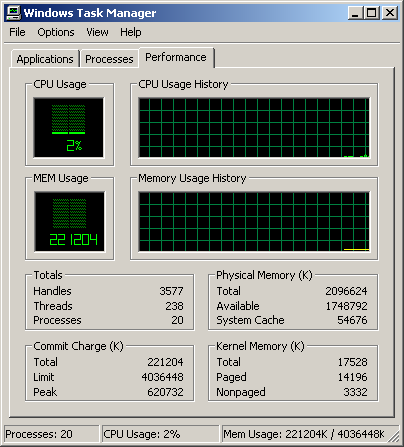 Windows Task Manager
File Options View Help
Applications Processes Performance
CPU Usage CPU Usage History
2%
MEM Usage Memory Usage History
221204
Totals Physical Memory (K)
Handles 3577 Total 2096624
Threads 238 Available 1748792
Processes 20 System Cache 54676
Commit Charge (K) Kernel Memory (K)
Total 221204 Total 17528
Limit 4036448 Paged 14196
Peak 620732 Nonpaged 3332
Processes: 20 CPU Usage: 2% Mem Usage: 221204K / 4036448K